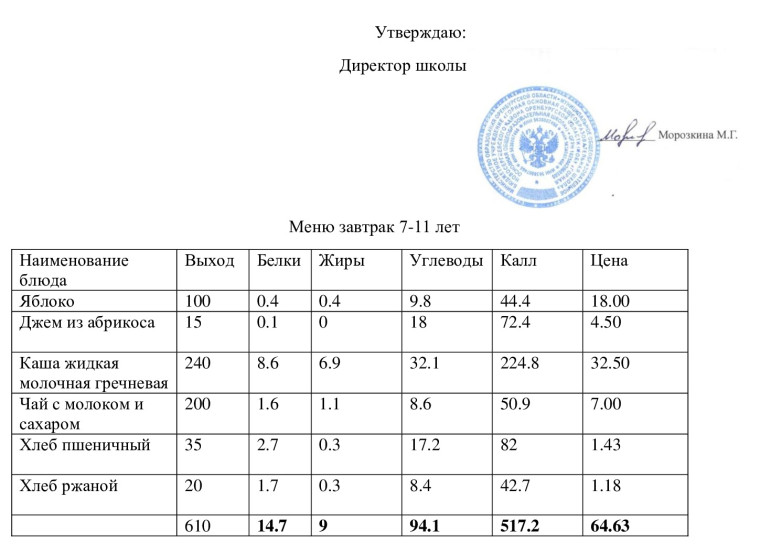 Утверждаю:
Директор школы
Морозкина М.Г.
Меню завтрак 7-11 лет
Наименование блюда Выход Белки Жиры Углеводы Калл Цена
Яблоко 100 0.4 0.4 9.8 44.4 18.00
Джем из абрикоса 15 0.1 0 18 72.4 4.50
Каша жидкая молочная гречневая 240 8.6 6.9 32.1 224.8 32.50
Чай с молоком и сахаром 200 1.6 1.1 8.6 50.9 7.00
Хлеб пшеничный 35 2.7 0.3 17.2 82 1.43
Хлеб ржаной 20 1.7 0.3 8.4 42.7 1.18
610 14.7 9 94.1 517.2 64.63